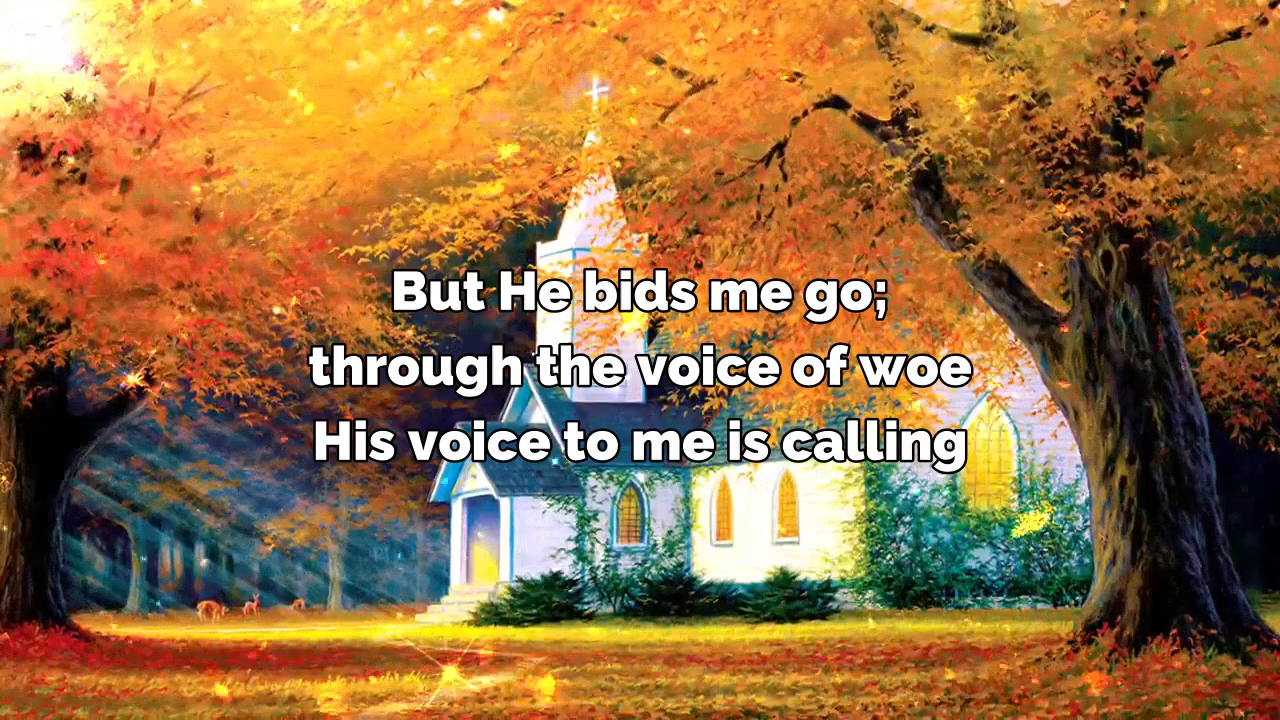 But He bids me go;
through the voice of woe
His voice to me is calling